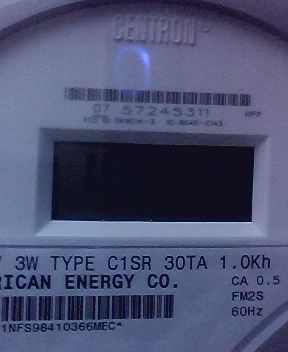 CENTRON
07 57245311
3W TYPE C1SR 30TA 1.0Kh
RICAN ENERGY CO.
CA 0.5
FM2S
60Hz
1NFS98410366MEC*